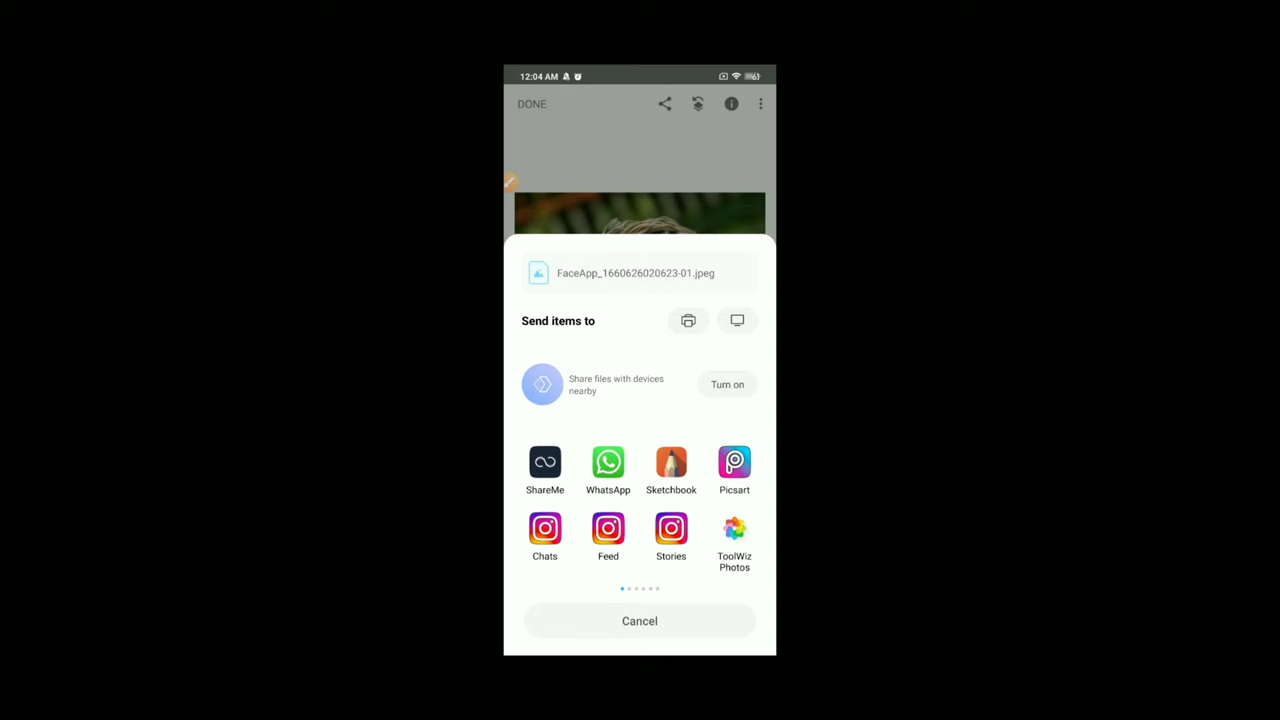 12:04 AM
61
DONE
FaceApp_1660626020623-01.jpeg
Send items to
Share files with devices
nearby
Turn on
ShareMe
WhatsApp
Sketchbook
Picsart
Chats
Feed
Stories
ToolWiz
Photos
Cancel